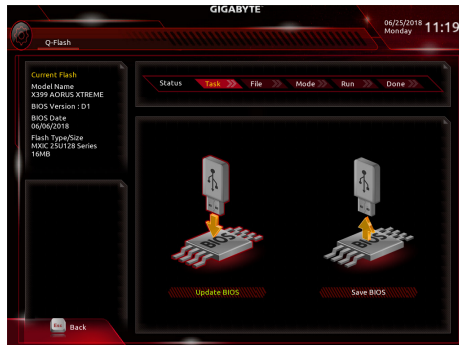 GIGABYTE
06/25/2018
Monday
11:19
Q-Flash
Current Flash
Model Name
X399 AORUS XTREME
BIOS Version : D1
BIOS Date
06/06/2018
Flash Type/Size
MXIC 25U128 Series
16MB
Status Task File Mode Run Done
BIOS
BIOS
Update BIOS
Save BIOS
Esc Back